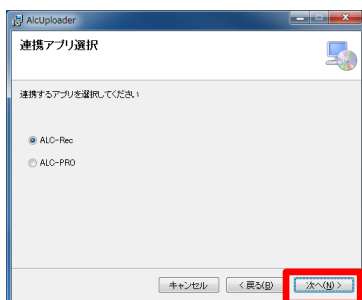 AlcUploader
連携アプリ選択
連携するアプリを選択してください
ALC-Rec
ALC-PRO
キャンセル
< 戻る(B)
次へ(N) >